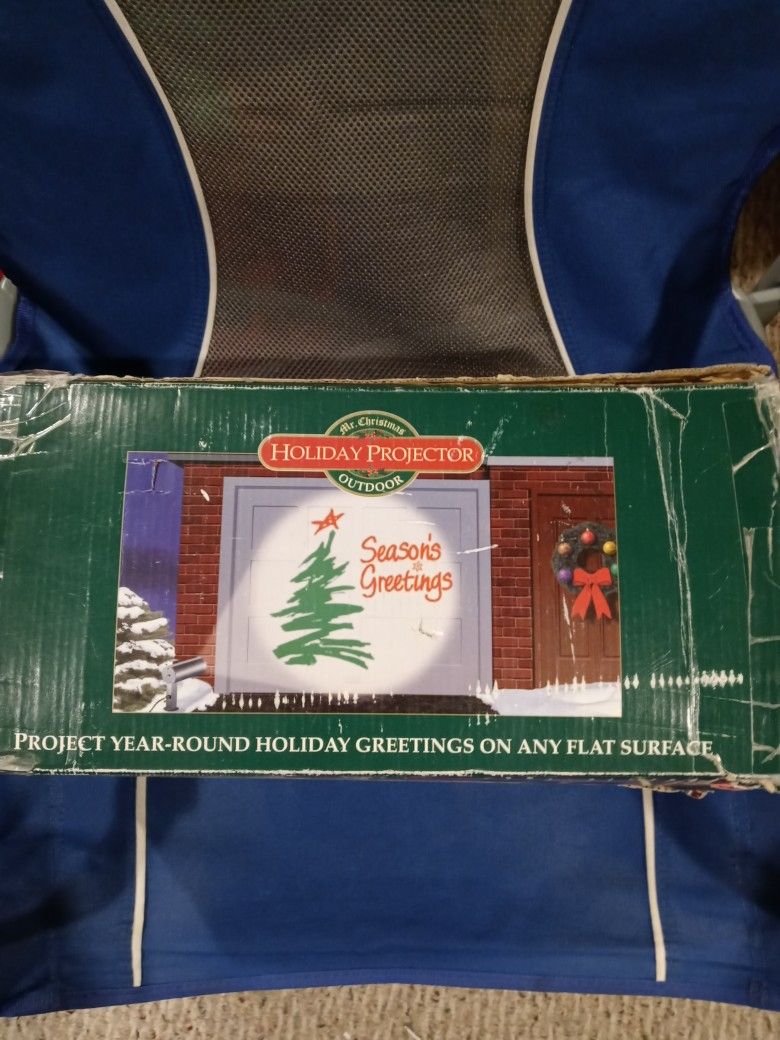 Mr. Christmas
HOLIDAY PROJECTOR
OUTDOOR
Season's
Greetings
PROJECT YEAR-ROUND HOLIDAY GREETINGS ON ANY FLAT SURFACE